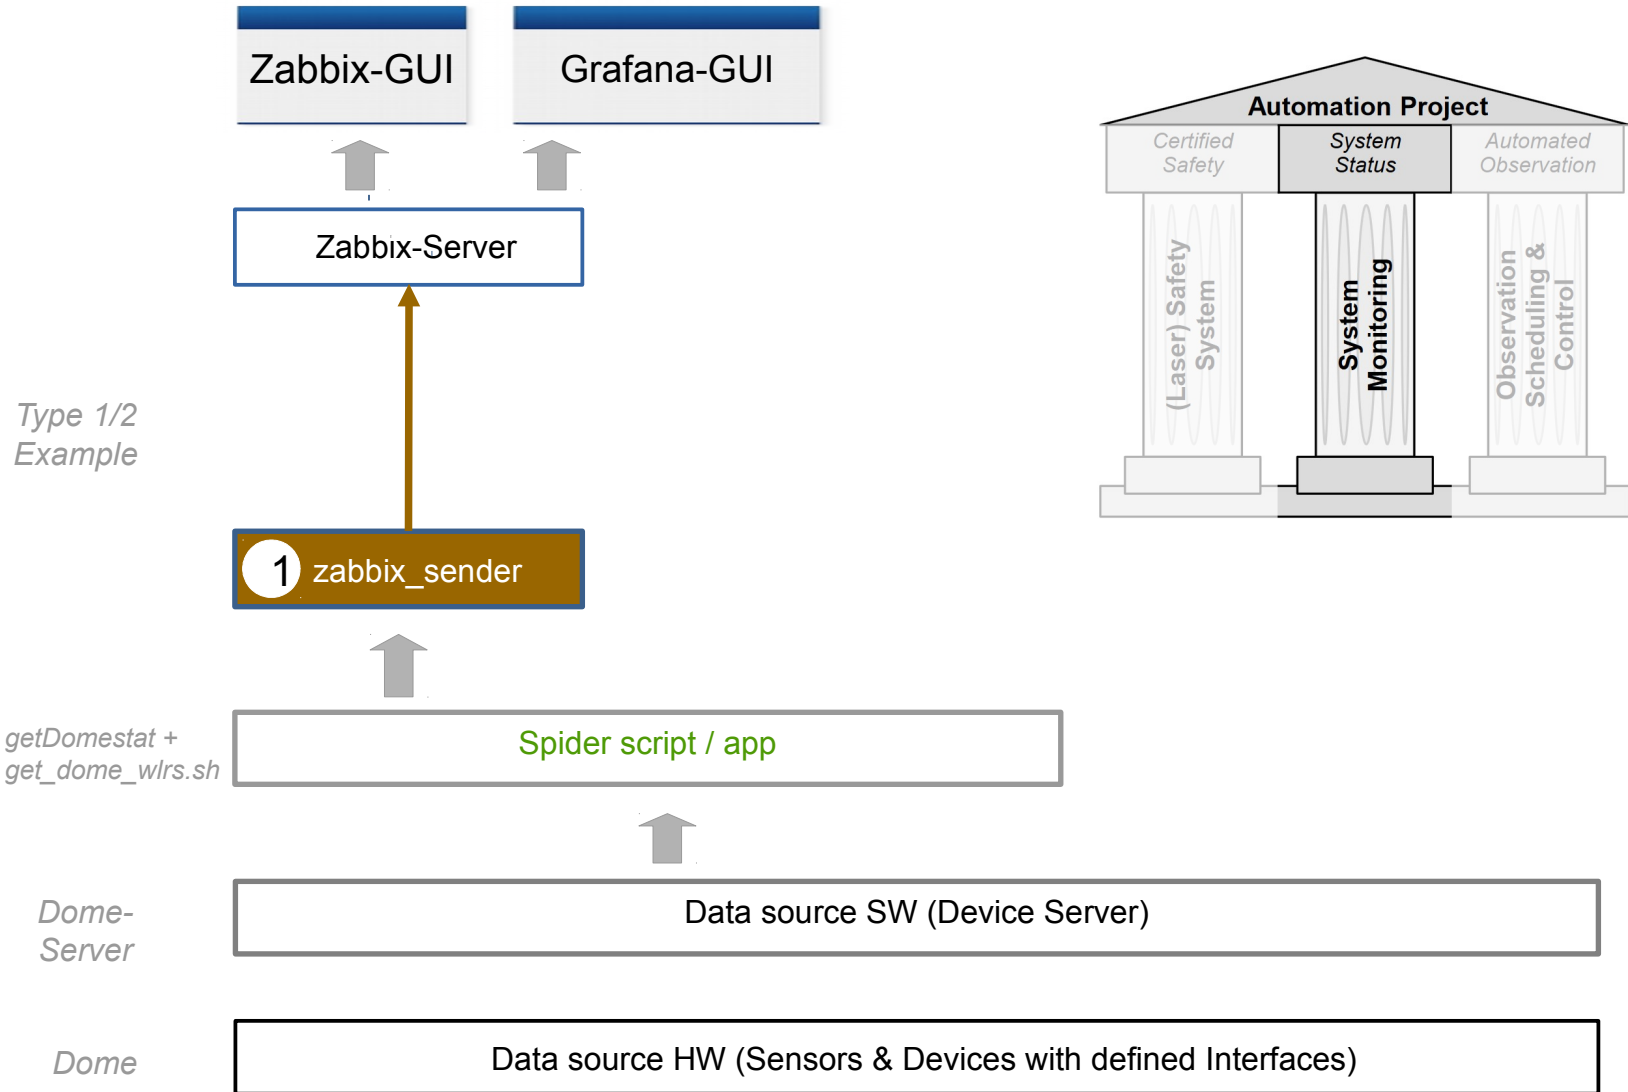 Zabbix-GUI
Grafana-GUI
Zabbix-Server
Type 1/2
Example
1 zabbix_sender
getDomestat +
get_dome_wlrs.sh
Spider script / app
Dome-
Server
Data source SW (Device Server)
Dome
Data source HW (Sensors & Devices with defined Interfaces)
Automation Project
Certified
Safety
System
Status
Automated
Observation
(Laser) Safety
System
System
Monitoring
Observation
Scheduling &
Control